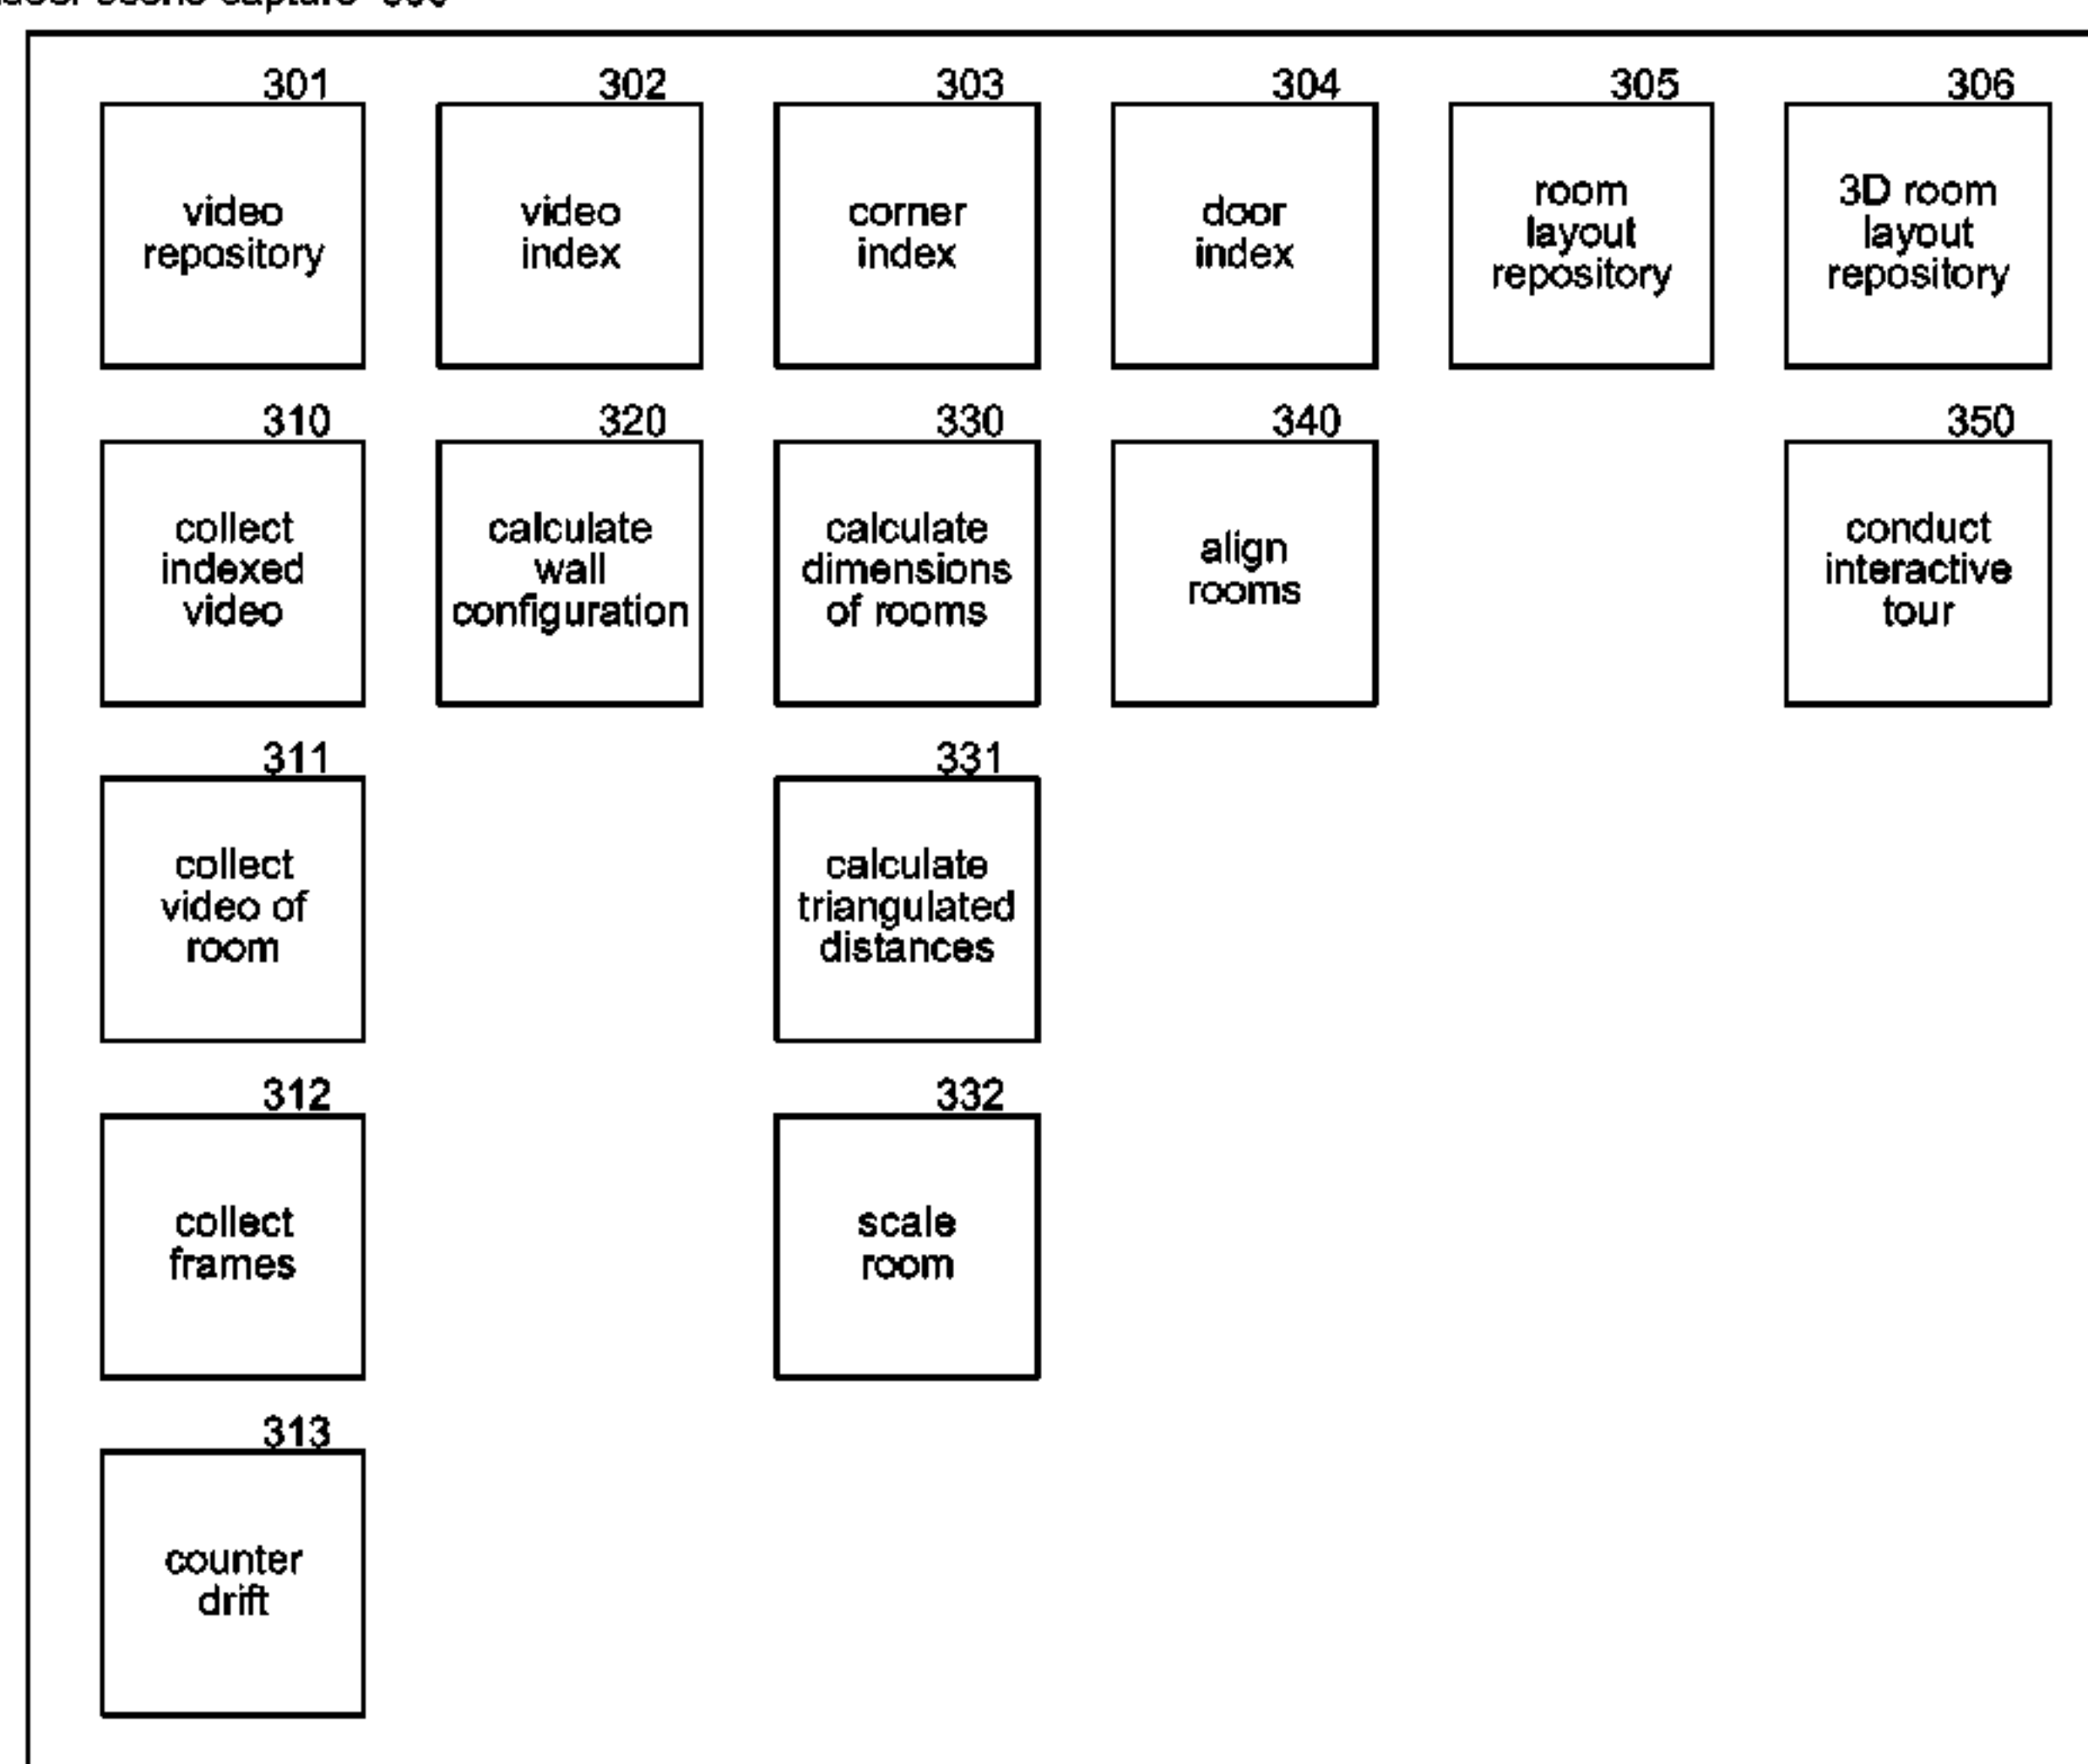 scene capture
301 302 303 304 305 306
video
repository
video
index
corner
index
door
index
room
layout
repository
3D room
layout
repository
310 320 330 340 350
collect
indexed
video
calculate
wall
configuration
calculate
dimensions
of rooms
align
rooms
conduct
interactive
tour
311 331
collect
video of
room
calculate
triangulated
distances
312 332
collect
frames
scale
room
313
counter
drift